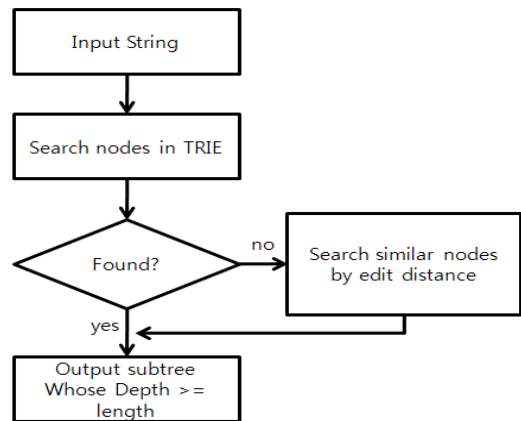 Input String
Search nodes in TRIE
Found?
no
Search similar nodes
by edit distance
yes
Output subtree
Whose Depth >=
length